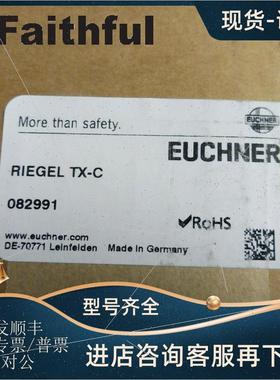 Faithful
现货-
More than safety.
EUCHNER
EUCHNER
RIEGEL TX-C
082991
RoHS
www.euchner.com
DE-70771 Leinfelden Made in Germany
发顺丰
专票/普票
对公
型号齐全
进店咨询客服再下